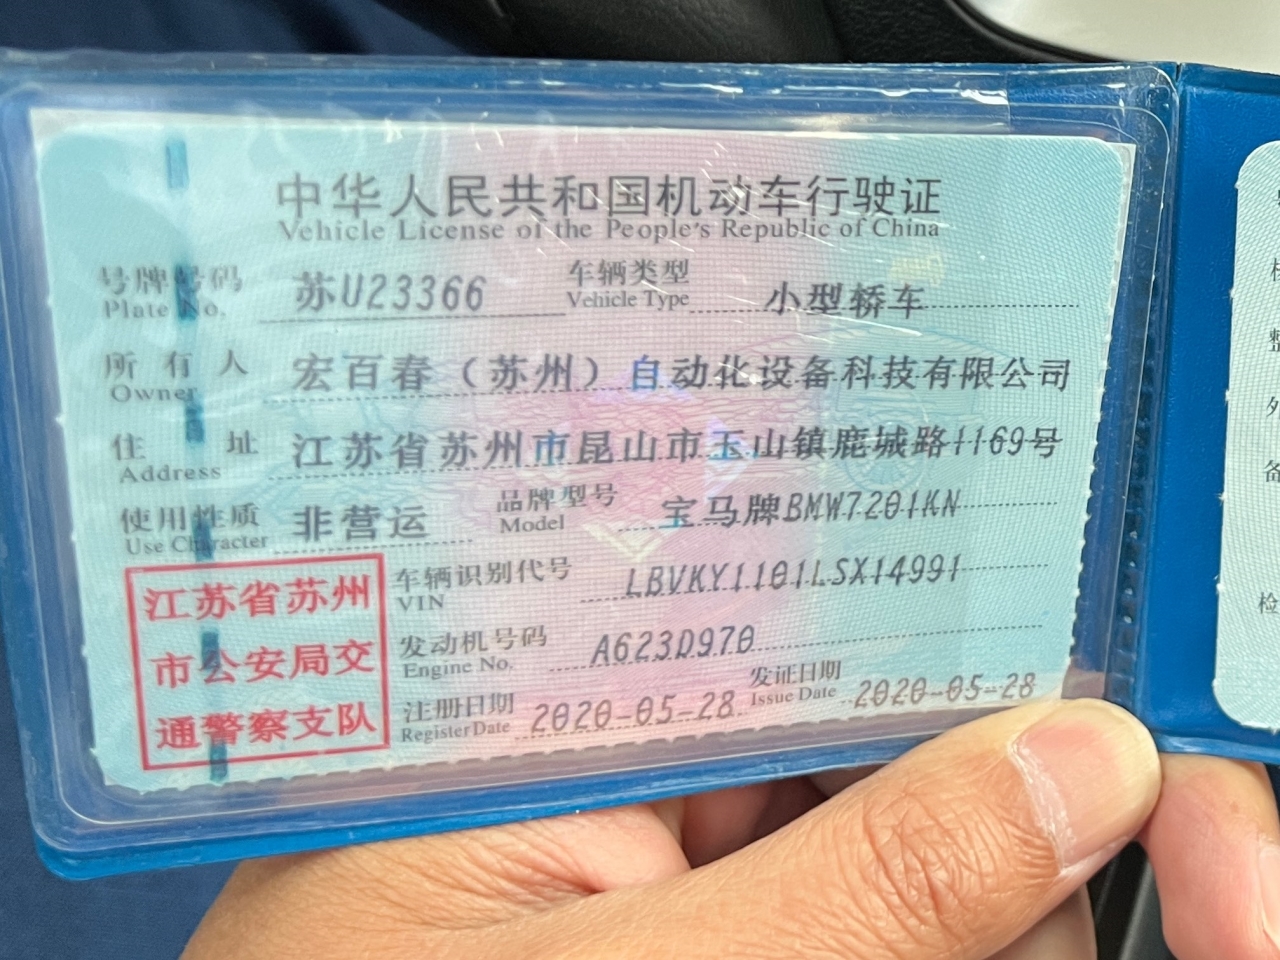 中华人民共和国机动车行驶证
Vehicle License of the People's Republic of China
号牌号码 苏U23366 车辆类型 小型轿车
Plate No. Vehicle Type
所有人 宏百春（苏州）自动化设备科技有限公司
Owner
住址 江苏省苏州市昆山市玉山镇鹿城路1169号
Address
使用性质 非营运 品牌型号 宝马牌BMW7201KN
Use Character Model
江苏省苏州
市公安局交
通警察支队
车辆识别代号 LBVKY1101LSX14991
VIN
发动机号码 A623D970
Engine No.
注册日期 2020-05-28 发证日期 2020-05-28
Register Date Issue Date
整
外
备
检